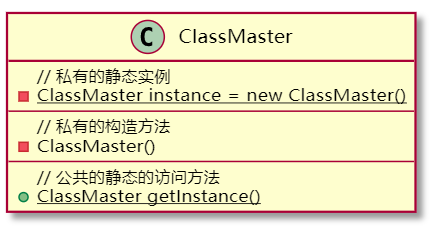 C ClassMaster
// 私有的静态实例
ClassMaster instance = new ClassMaster()
// 私有的构造方法
ClassMaster()
// 公共的静态的访问方法
ClassMaster getInstance()